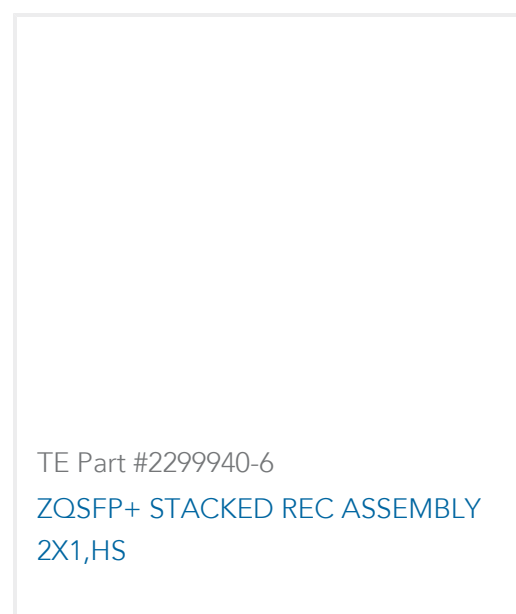 TE Part #2299940-6
ZQSFP+ STACKED REC ASSEMBLY
2X1,HS